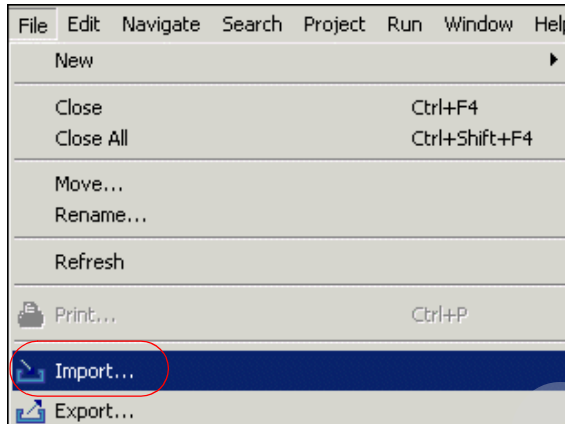 File Edit Navigate Search Project Run Window Help
New
Close Ctrl+F4
Close All Ctrl+Shift+F4
Move...
Rename...
Refresh
Print... Ctrl+P
Import...
Export...